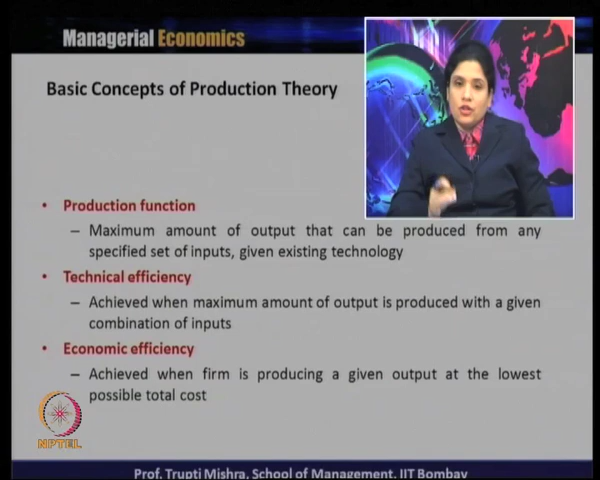 Managerial Economics
Basic Concepts of Production Theory
• Production function
– Maximum amount of output that can be produced from any
specified set of inputs, given existing technology
• Technical efficiency
– Achieved when maximum amount of output is produced with a given
combination of inputs
• Economic efficiency
– Achieved when firm is producing a given output at the lowest
possible total cost
NPTEL
Prof. Trupti Mishra, School of Management, IIT Bombay